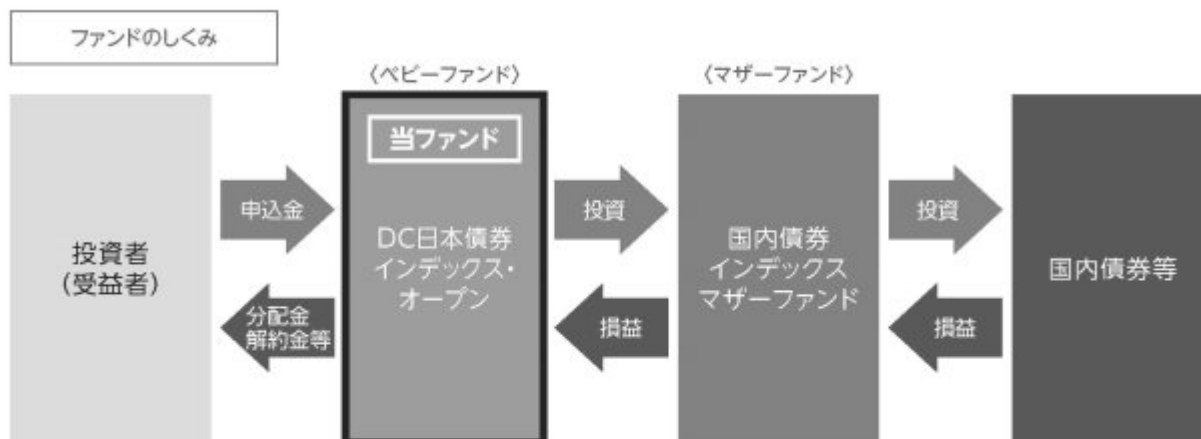 ファンドのしくみ
〈ベビーファンド〉
〈マザーファンド〉
投資者
(受益者)
申込金
分配金
解約金等
当ファンド
DC日本債券
インデックス・
オープン
投資
損益
国内債券
インデックス
マザーファンド
投資
損益
国内債券等